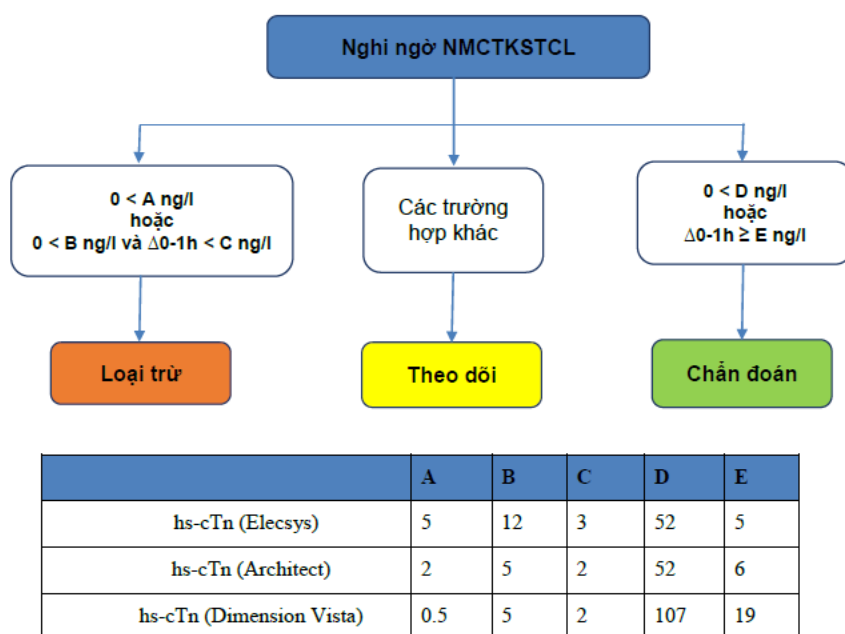 Nghi ngờ NMCTKSTCL
0 < A ng/l
hoặc
0 < B ng/l và Δ0-1h < C ng/l
Các trường
hợp khác
0 < D ng/l
hoặc
Δ0-1h ≥ E ng/l
Loại trừ
Theo dõi
Chẩn đoán
A B C D E
hs-cTn (Elecsys) 5 12 3 52 5
hs-cTn (Architect) 2 5 2 52 6
hs-cTn (Dimension Vista) 0.5 5 2 107 19